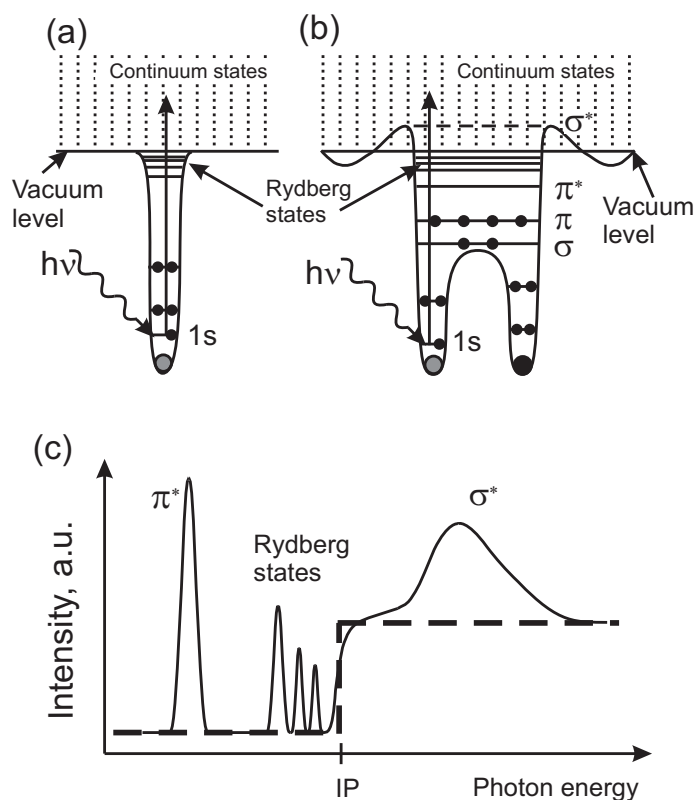 (a)
Continuum states
Vacuum
level
Rydberg
states
hν
1s
(b)
Continuum states
σ*
π*
π
σ
Vacuum
level
hν
1s
(c)
Intensity, a.u.
π*
Rydberg
states
σ*
IP
Photon energy